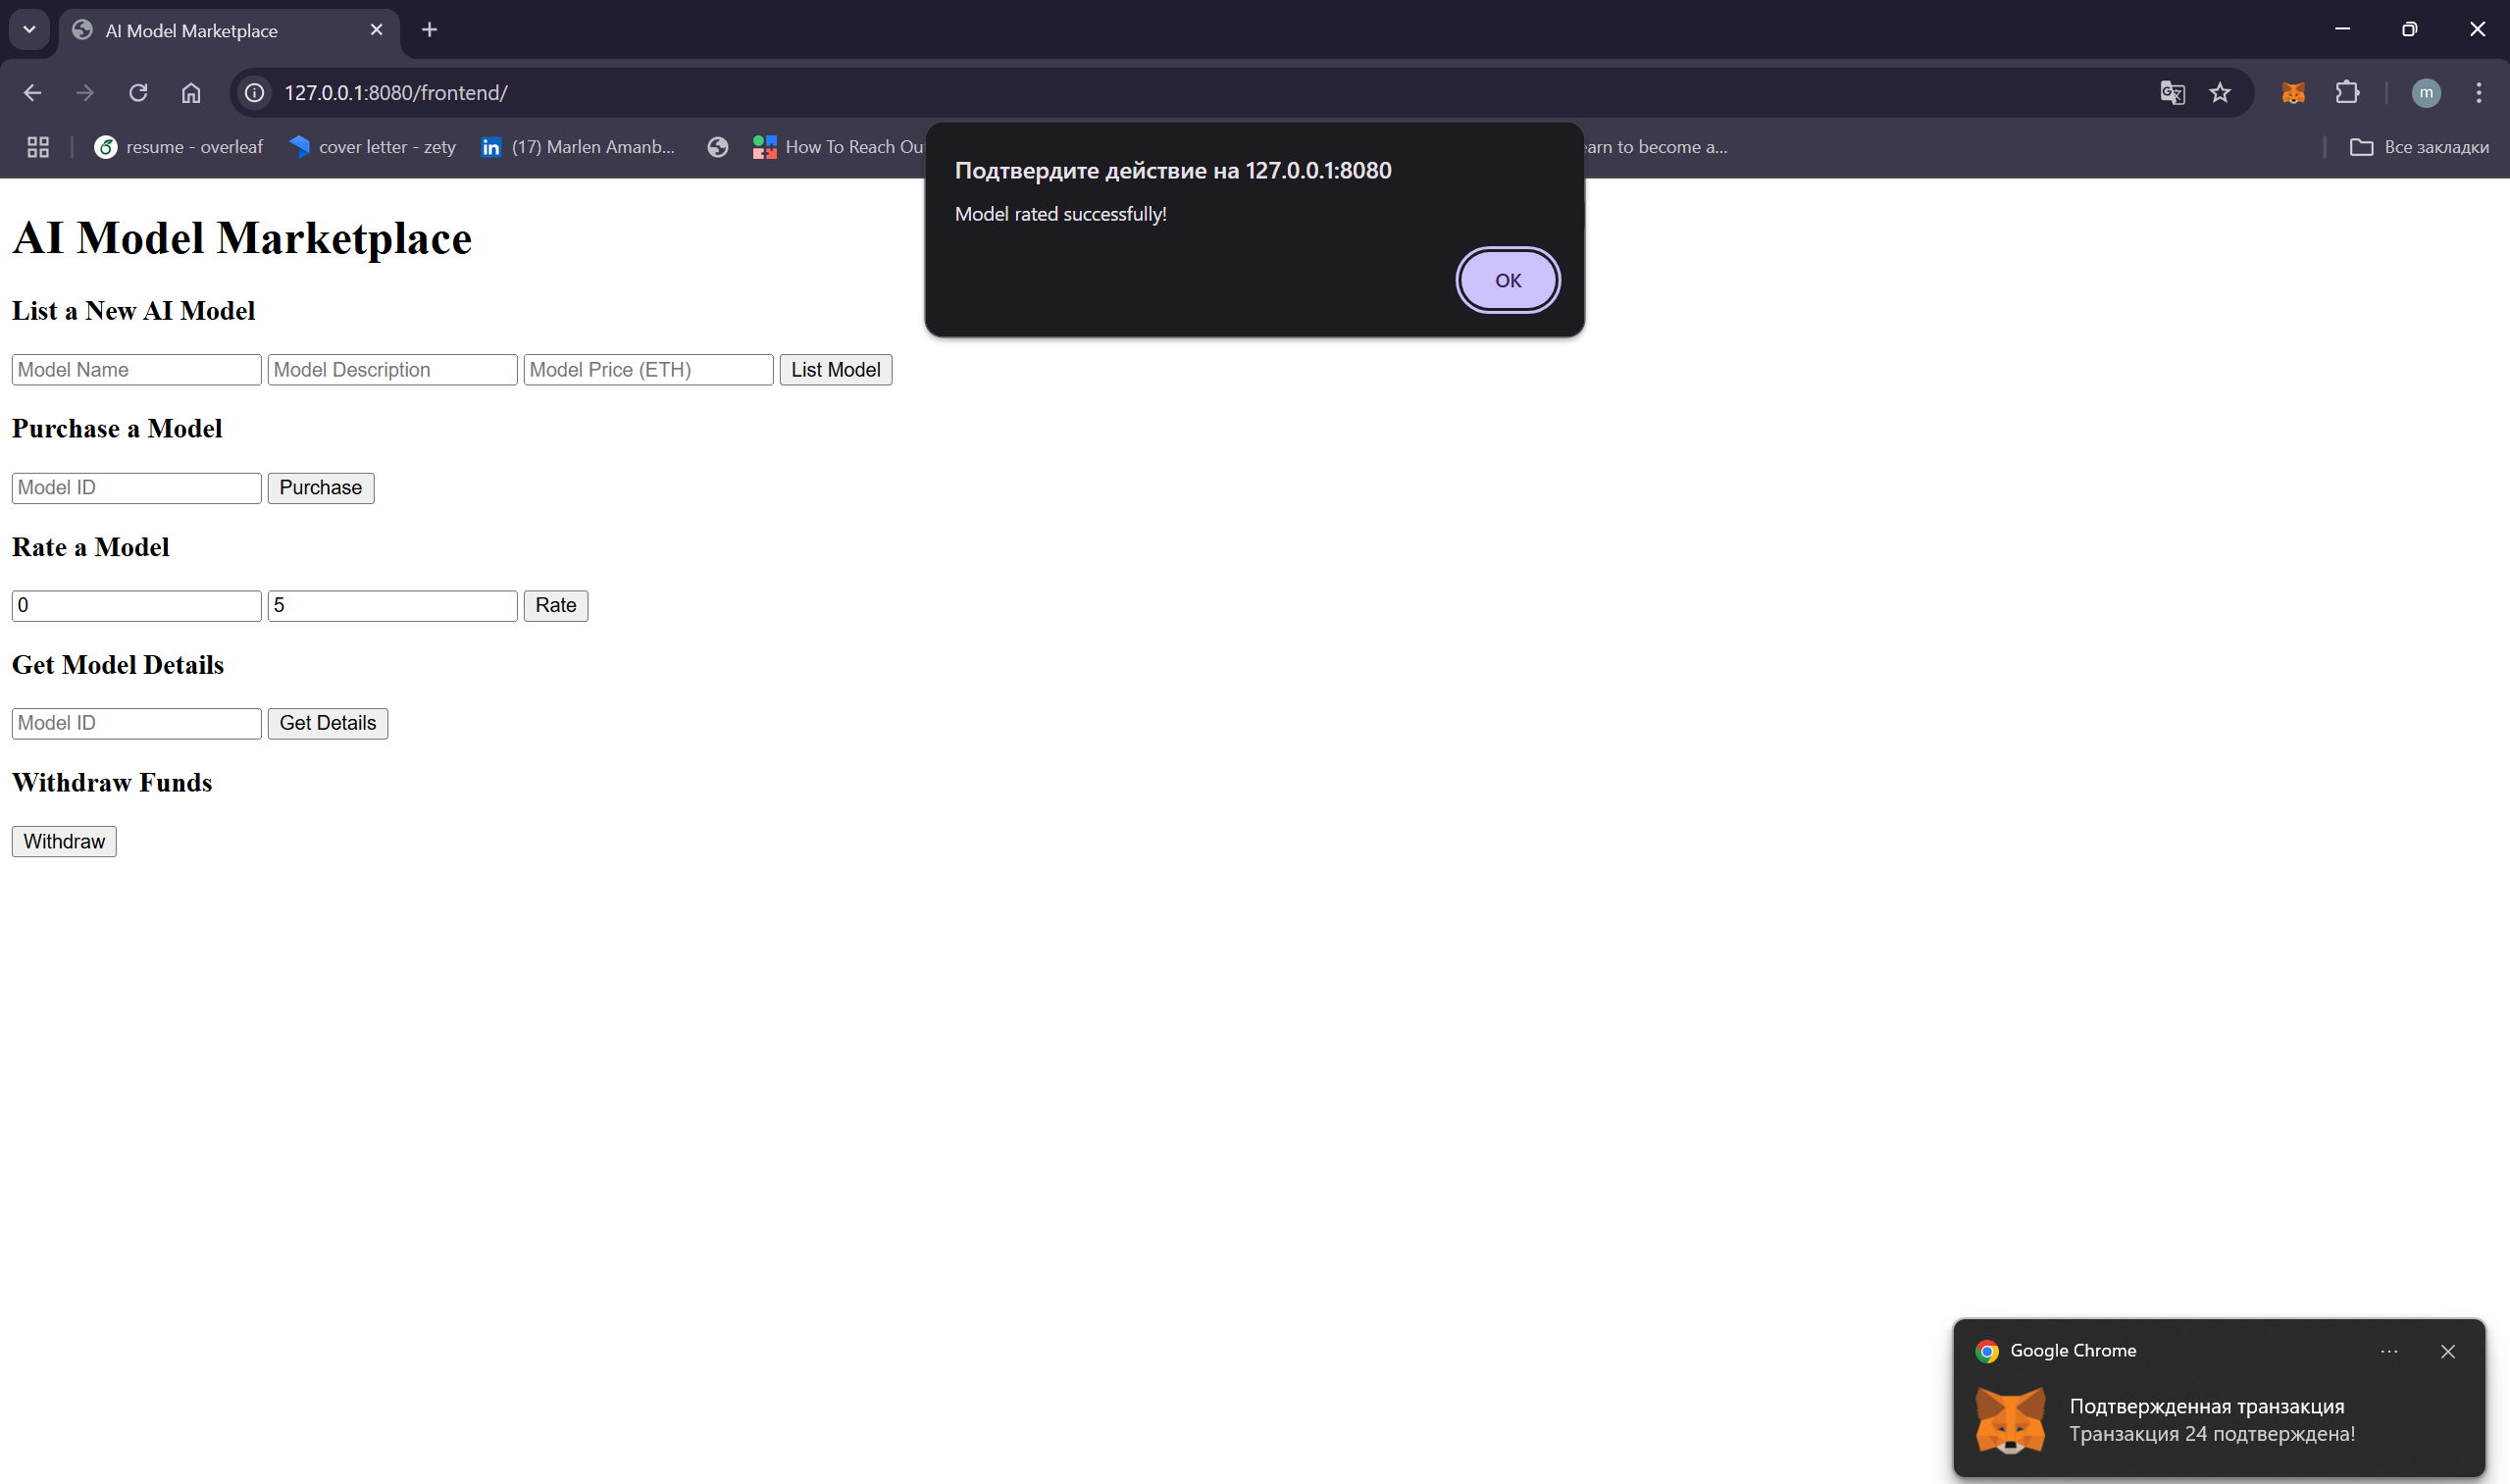 AI Model Marketplace
127.0.0.1:8080/frontend/
m
resume - overleaf
cover letter - zety
(17) Marlen Amanb...
How To Reach
earn to become a...
Все закладки
Подтвердите действие на 127.0.0.1:8080
Model rated successfully!
OK
AI Model Marketplace
List a New AI Model
Model Name Model Description Model Price (ETH) List Model
Purchase a Model
Model ID Purchase
Rate a Model
0 5 Rate
Get Model Details
Model ID Get Details
Withdraw Funds
Withdraw
Google Chrome
Подтвержденная транзакция
Транзакция 24 подтверждена!